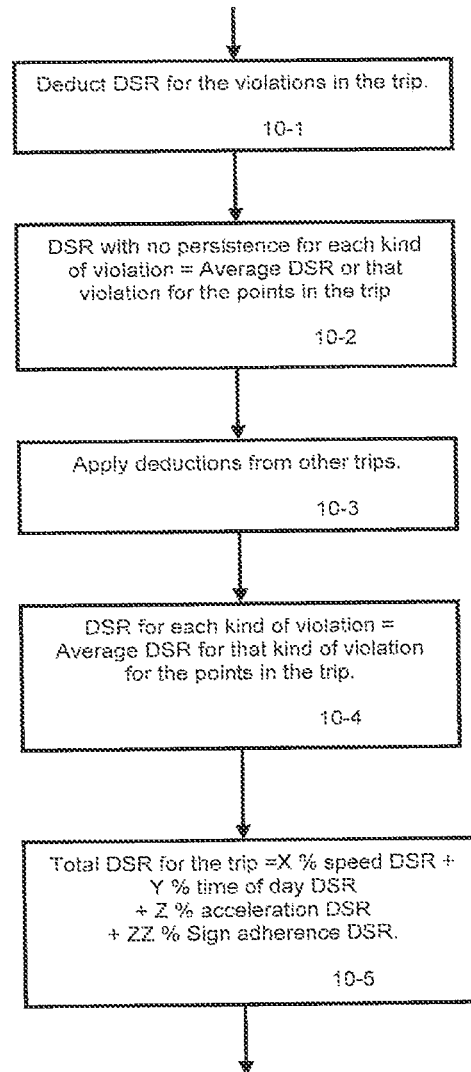 Deduct DSR for the violations in the trip.
10-1
DSR with no persistence for each kind
of violation = Average DSR or that
violation for the points in the trip
10-2
Apply deductions from other trips.
10-3
DSR for each kind of violation =
Average DSR for that kind of violation
for the points in the trip.
10-4
Total DSR for the trip =X % speed DSR +
Y % time of day DSR
+ Z % acceleration DSR
+ ZZ % Sign adherence DSR.
10-5